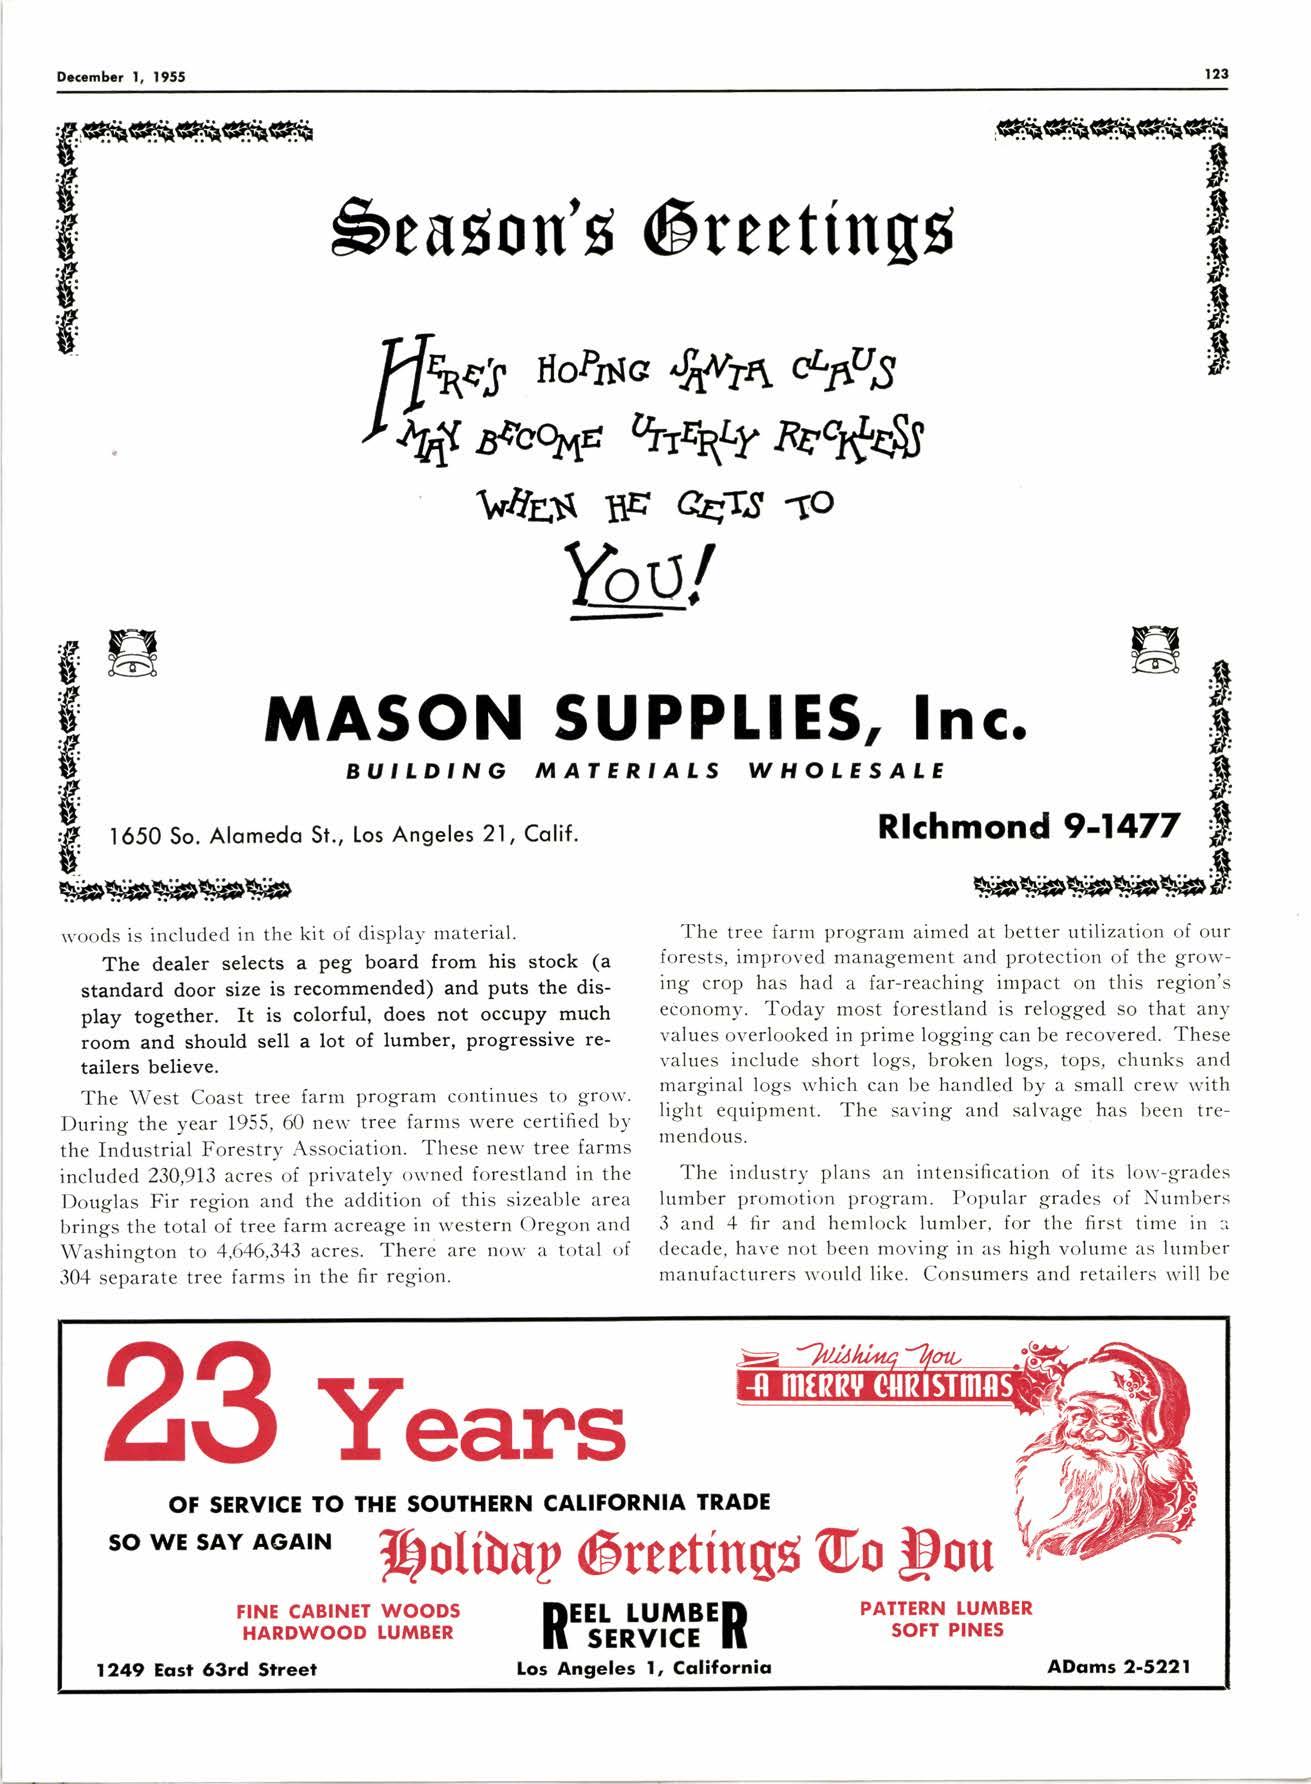 December 1, 1955
123
Season's Greetings
HERE'S HOPING SANTA CLAUS
MAY BECOME UTTERLY RECKLESS
WHEN HE GETS TO
YOU!
MASON SUPPLIES, Inc.
BUILDING MATERIALS WHOLESALE
1650 So. Alameda St., Los Angeles 21, Calif.
RIchmond 9-1477
woods is included in the kit of display material.
The dealer selects a peg board from his stock (a
standard door size is recommended) and puts the dis-
play together. It is colorful, does not occupy much
room and should sell a lot of lumber, progressive re-
tailers believe.
The West Coast tree farm program continues to grow.
During the year 1955, 60 new tree farms were certified by
the Industrial Forestry Association. These new tree farms
included 230,913 acres of privately owned forestland in the
Douglas Fir region and the addition of this sizeable area
brings the total of tree farm acreage in western Oregon and
Washington to 4,646,343 acres. There are now a total of
304 separate tree farms in the fir region.
The tree farm program aimed at better utilization of our
forests, improved management and protection of the grow-
ing crop has had a far-reaching impact on this region's
economy. Today most forestland is relogged so that any
values overlooked in prime logging can be recovered. These
values include short logs, broken logs, tops, chunks and
marginal logs which can be handled by a small crew with
light equipment. The saving and salvage has been tre-
mendous.
The industry plans an intensification of its low-grades
lumber promotion program. Popular grades of Numbers
3 and 4 fir and hemlock lumber, for the first time in a
decade, have not been moving in as high volume as lumber
manufacturers would like. Consumers and retailers will be
23 Years
Wishing You
A MERRY CHRISTMAS
OF SERVICE TO THE SOUTHERN CALIFORNIA TRADE
SO WE SAY AGAIN
Holiday Greetings To You
FINE CABINET WOODS
HARDWOOD LUMBER
REEL LUMBER
SERVICE
PATTERN LUMBER
SOFT PINES
1249 East 63rd Street
Los Angeles 1, California
ADams 2-5221